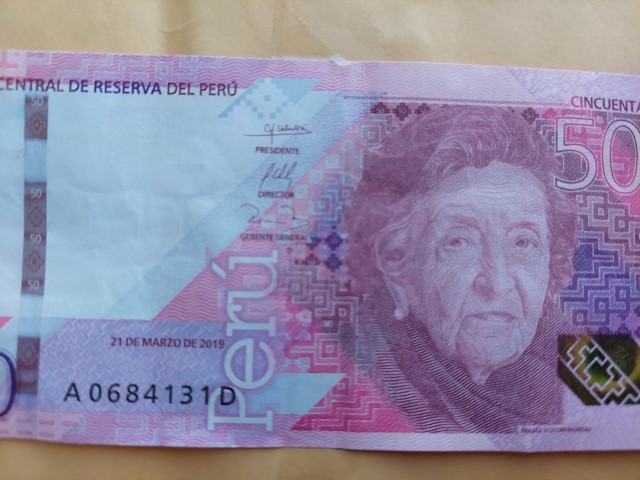 CENTRAL DE RESERVA DEL PERÚ
CINCUENTA
50
50
PRESIDENTE
DIRECTOR
GERENTE GENERAL
50
50
50
Perú
21 DE MARZO DE 2019
A0684131D